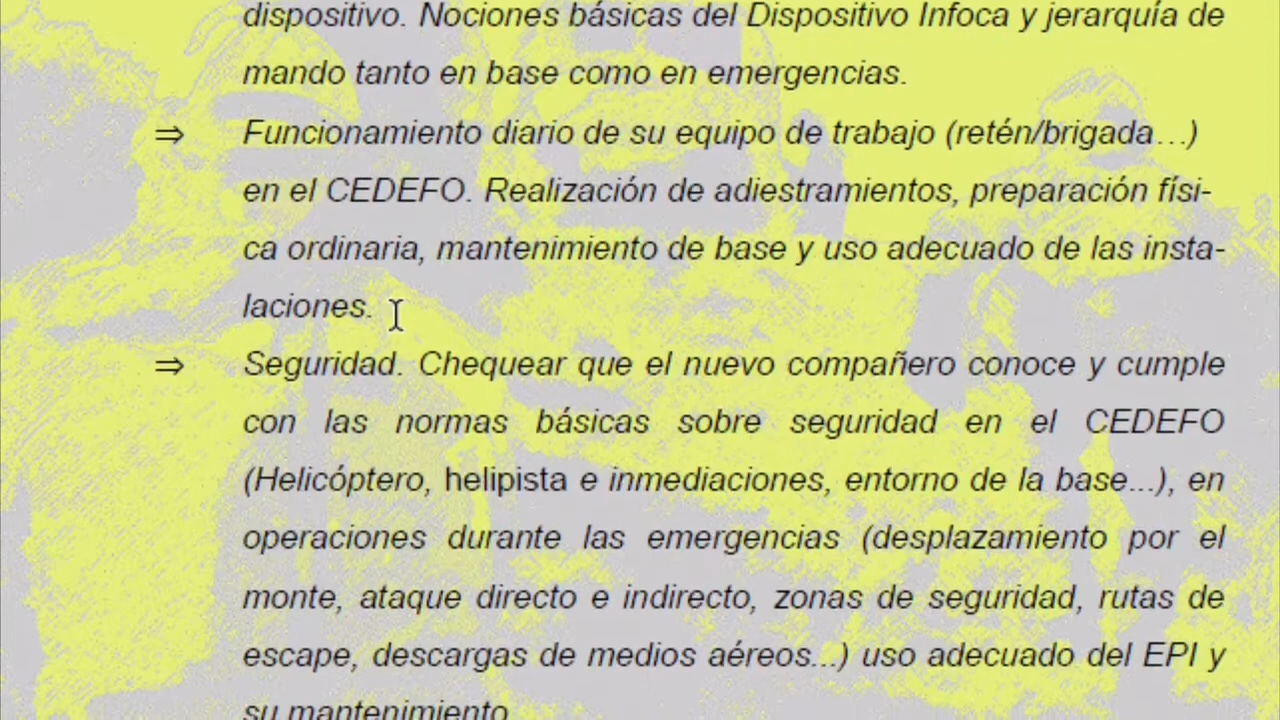 dispositivo. Nociones básicas del Dispositivo Infoca y jerarquía de
mando tanto en base como en emergencias.
⇒ Funcionamiento diario de su equipo de trabajo (retén/brigada…)
en el CEDEFO. Realización de adiestramientos, preparación físi-
ca ordinaria, mantenimiento de base y uso adecuado de las insta-
laciones.
⇒ Seguridad. Chequear que el nuevo compañero conoce y cumple
con las normas básicas sobre seguridad en el CEDEFO
(Helicóptero, helipista e inmediaciones, entorno de la base...), en
operaciones durante las emergencias (desplazamiento por el
monte, ataque directo e indirecto, zonas de seguridad, rutas de
escape, descargas de medios aéreos...) uso adecuado del EPI y
su mantenimiento